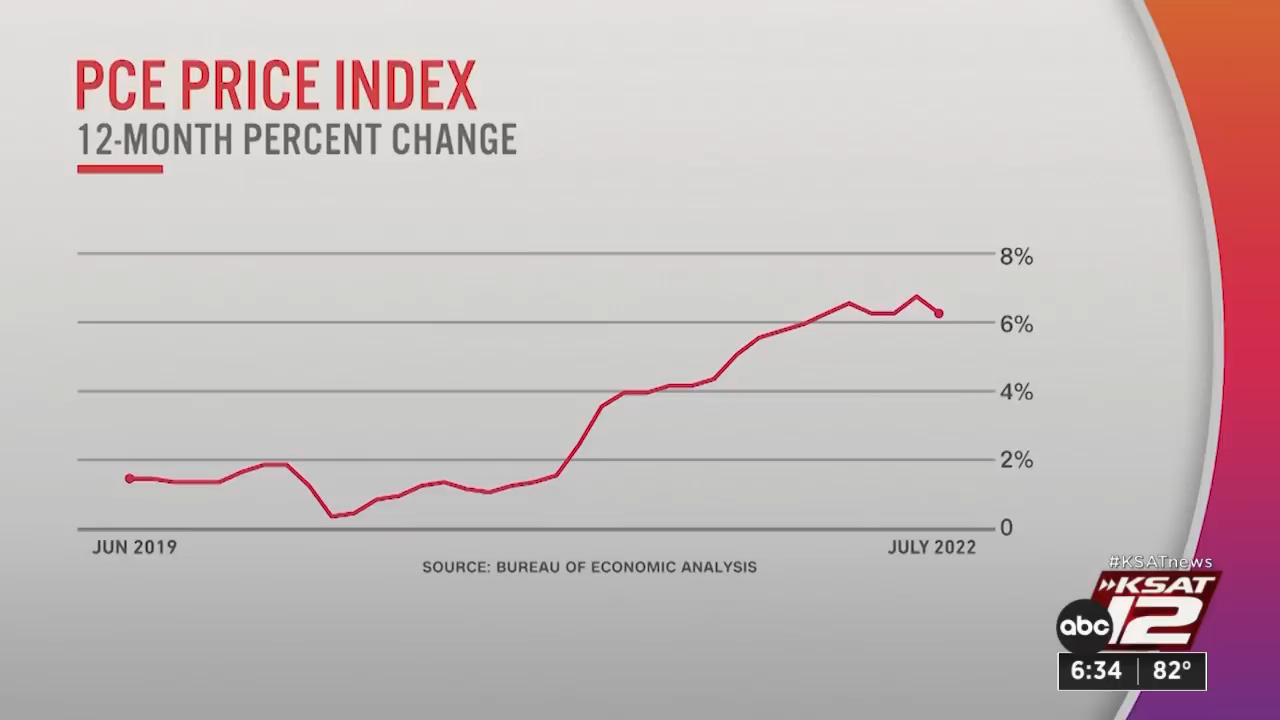 PCE PRICE INDEX
12-MONTH PERCENT CHANGE
8%
6%
4%
2%
0
JUN 2019
JULY 2022
SOURCE: BUREAU OF ECONOMIC ANALYSIS
#KSATnews
KSAT
abc 12
6:34 82°